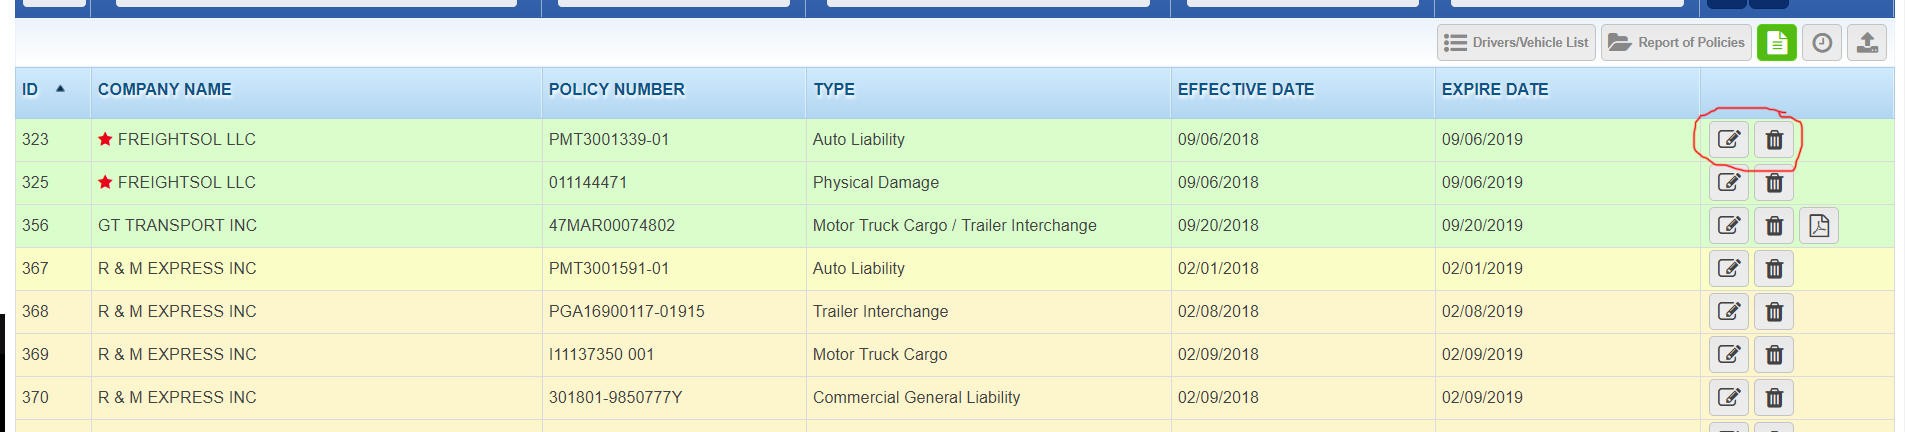 Drivers/Vehicle List Report of Policies
ID COMPANY NAME POLICY NUMBER TYPE EFFECTIVE DATE EXPIRE DATE
323 FREIGHTSOL LLC PMT3001339-01 Auto Liability 09/06/2018 09/06/2019
325 FREIGHTSOL LLC 011144471 Physical Damage 09/06/2018 09/06/2019
356 GT TRANSPORT INC 47MAR00074802 Motor Truck Cargo / Trailer Interchange 09/20/2018 09/20/2019
367 R & M EXPRESS INC PMT3001591-01 Auto Liability 02/01/2018 02/01/2019
368 R & M EXPRESS INC PGA16900117-01915 Trailer Interchange 02/08/2018 02/08/2019
369 R & M EXPRESS INC I11137350 001 Motor Truck Cargo 02/09/2018 02/09/2019
370 R & M EXPRESS INC 301801-9850777Y Commercial General Liability 02/09/2018 02/09/2019